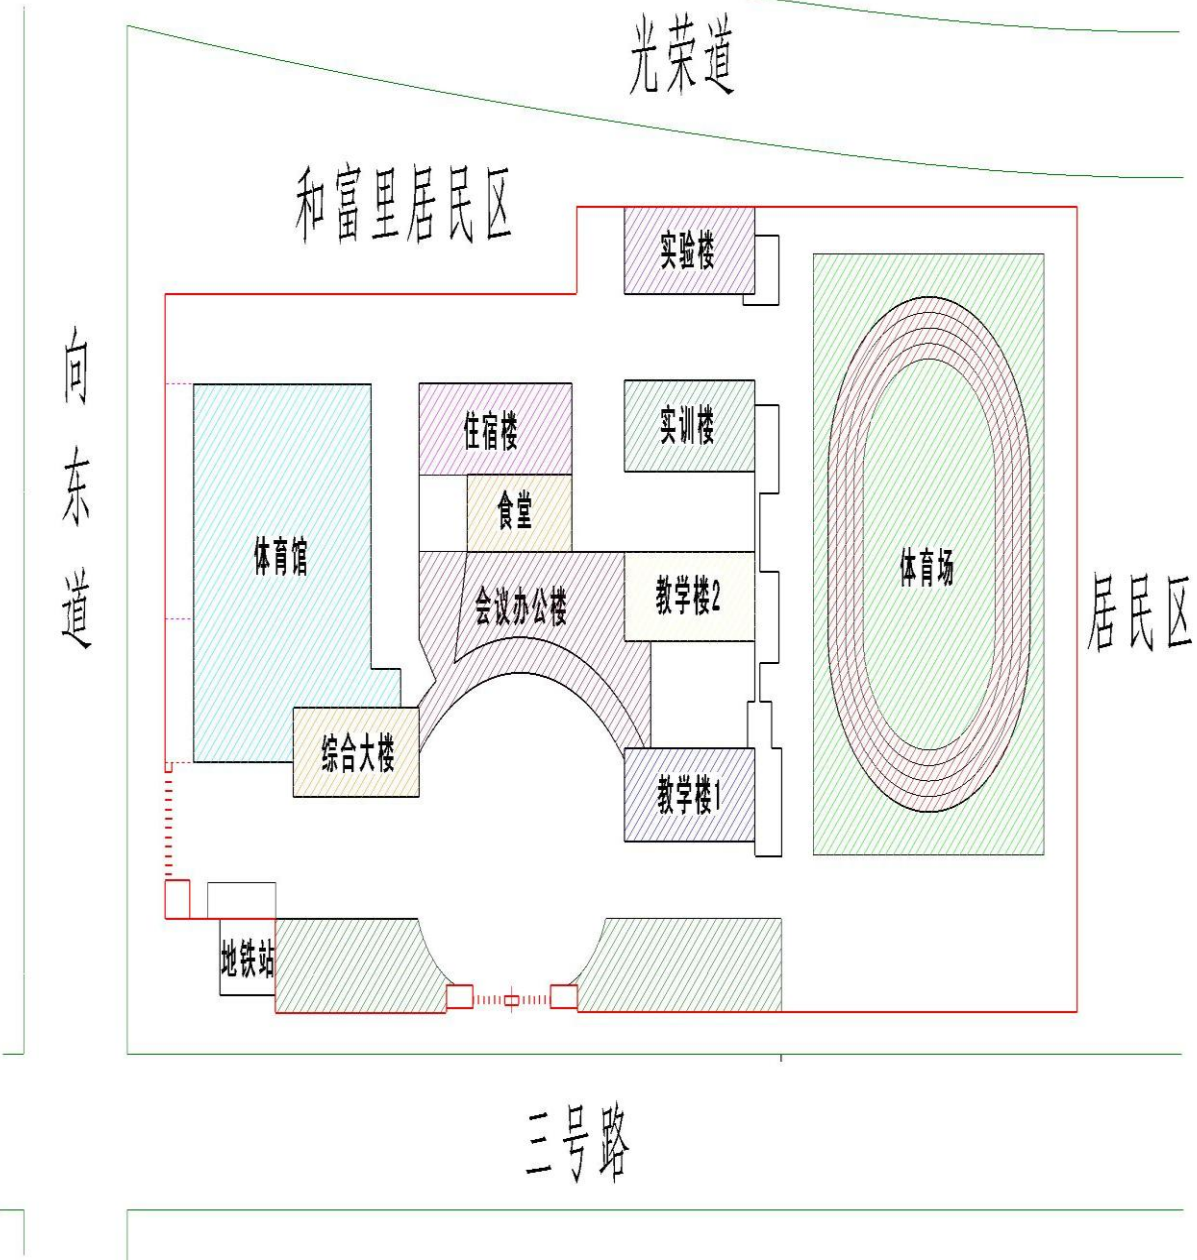 光荣道
和富里居民区
实验楼
向东道
住宿楼
实训楼
食堂
体育馆
体育场
会议办公楼
教学楼2
居民区
综合大楼
教学楼1
地铁站
三号路